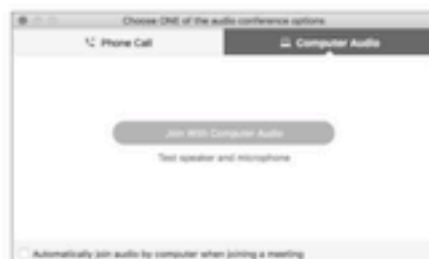 Choose ONE of the audio conference options
Phone Call
Computer Audio
Join With Computer Audio
Test speaker and microphone
Automatically join audio by computer when joining a meeting